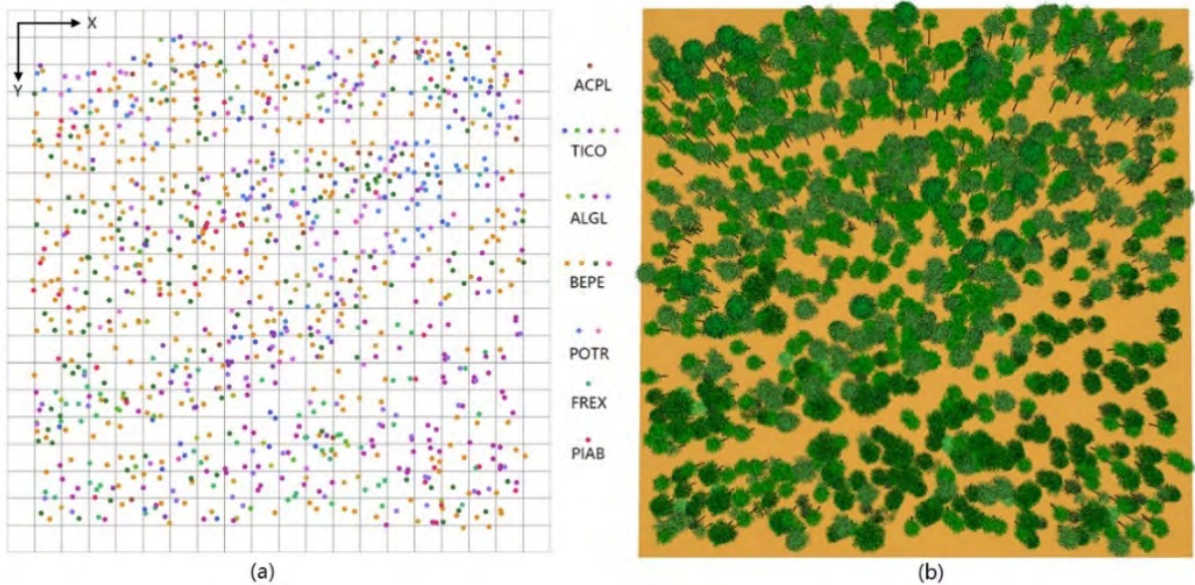 X
Y
ACPL
TICO
ALGL
BEPE
POTR
FREX
PIAB
(a)
(b)